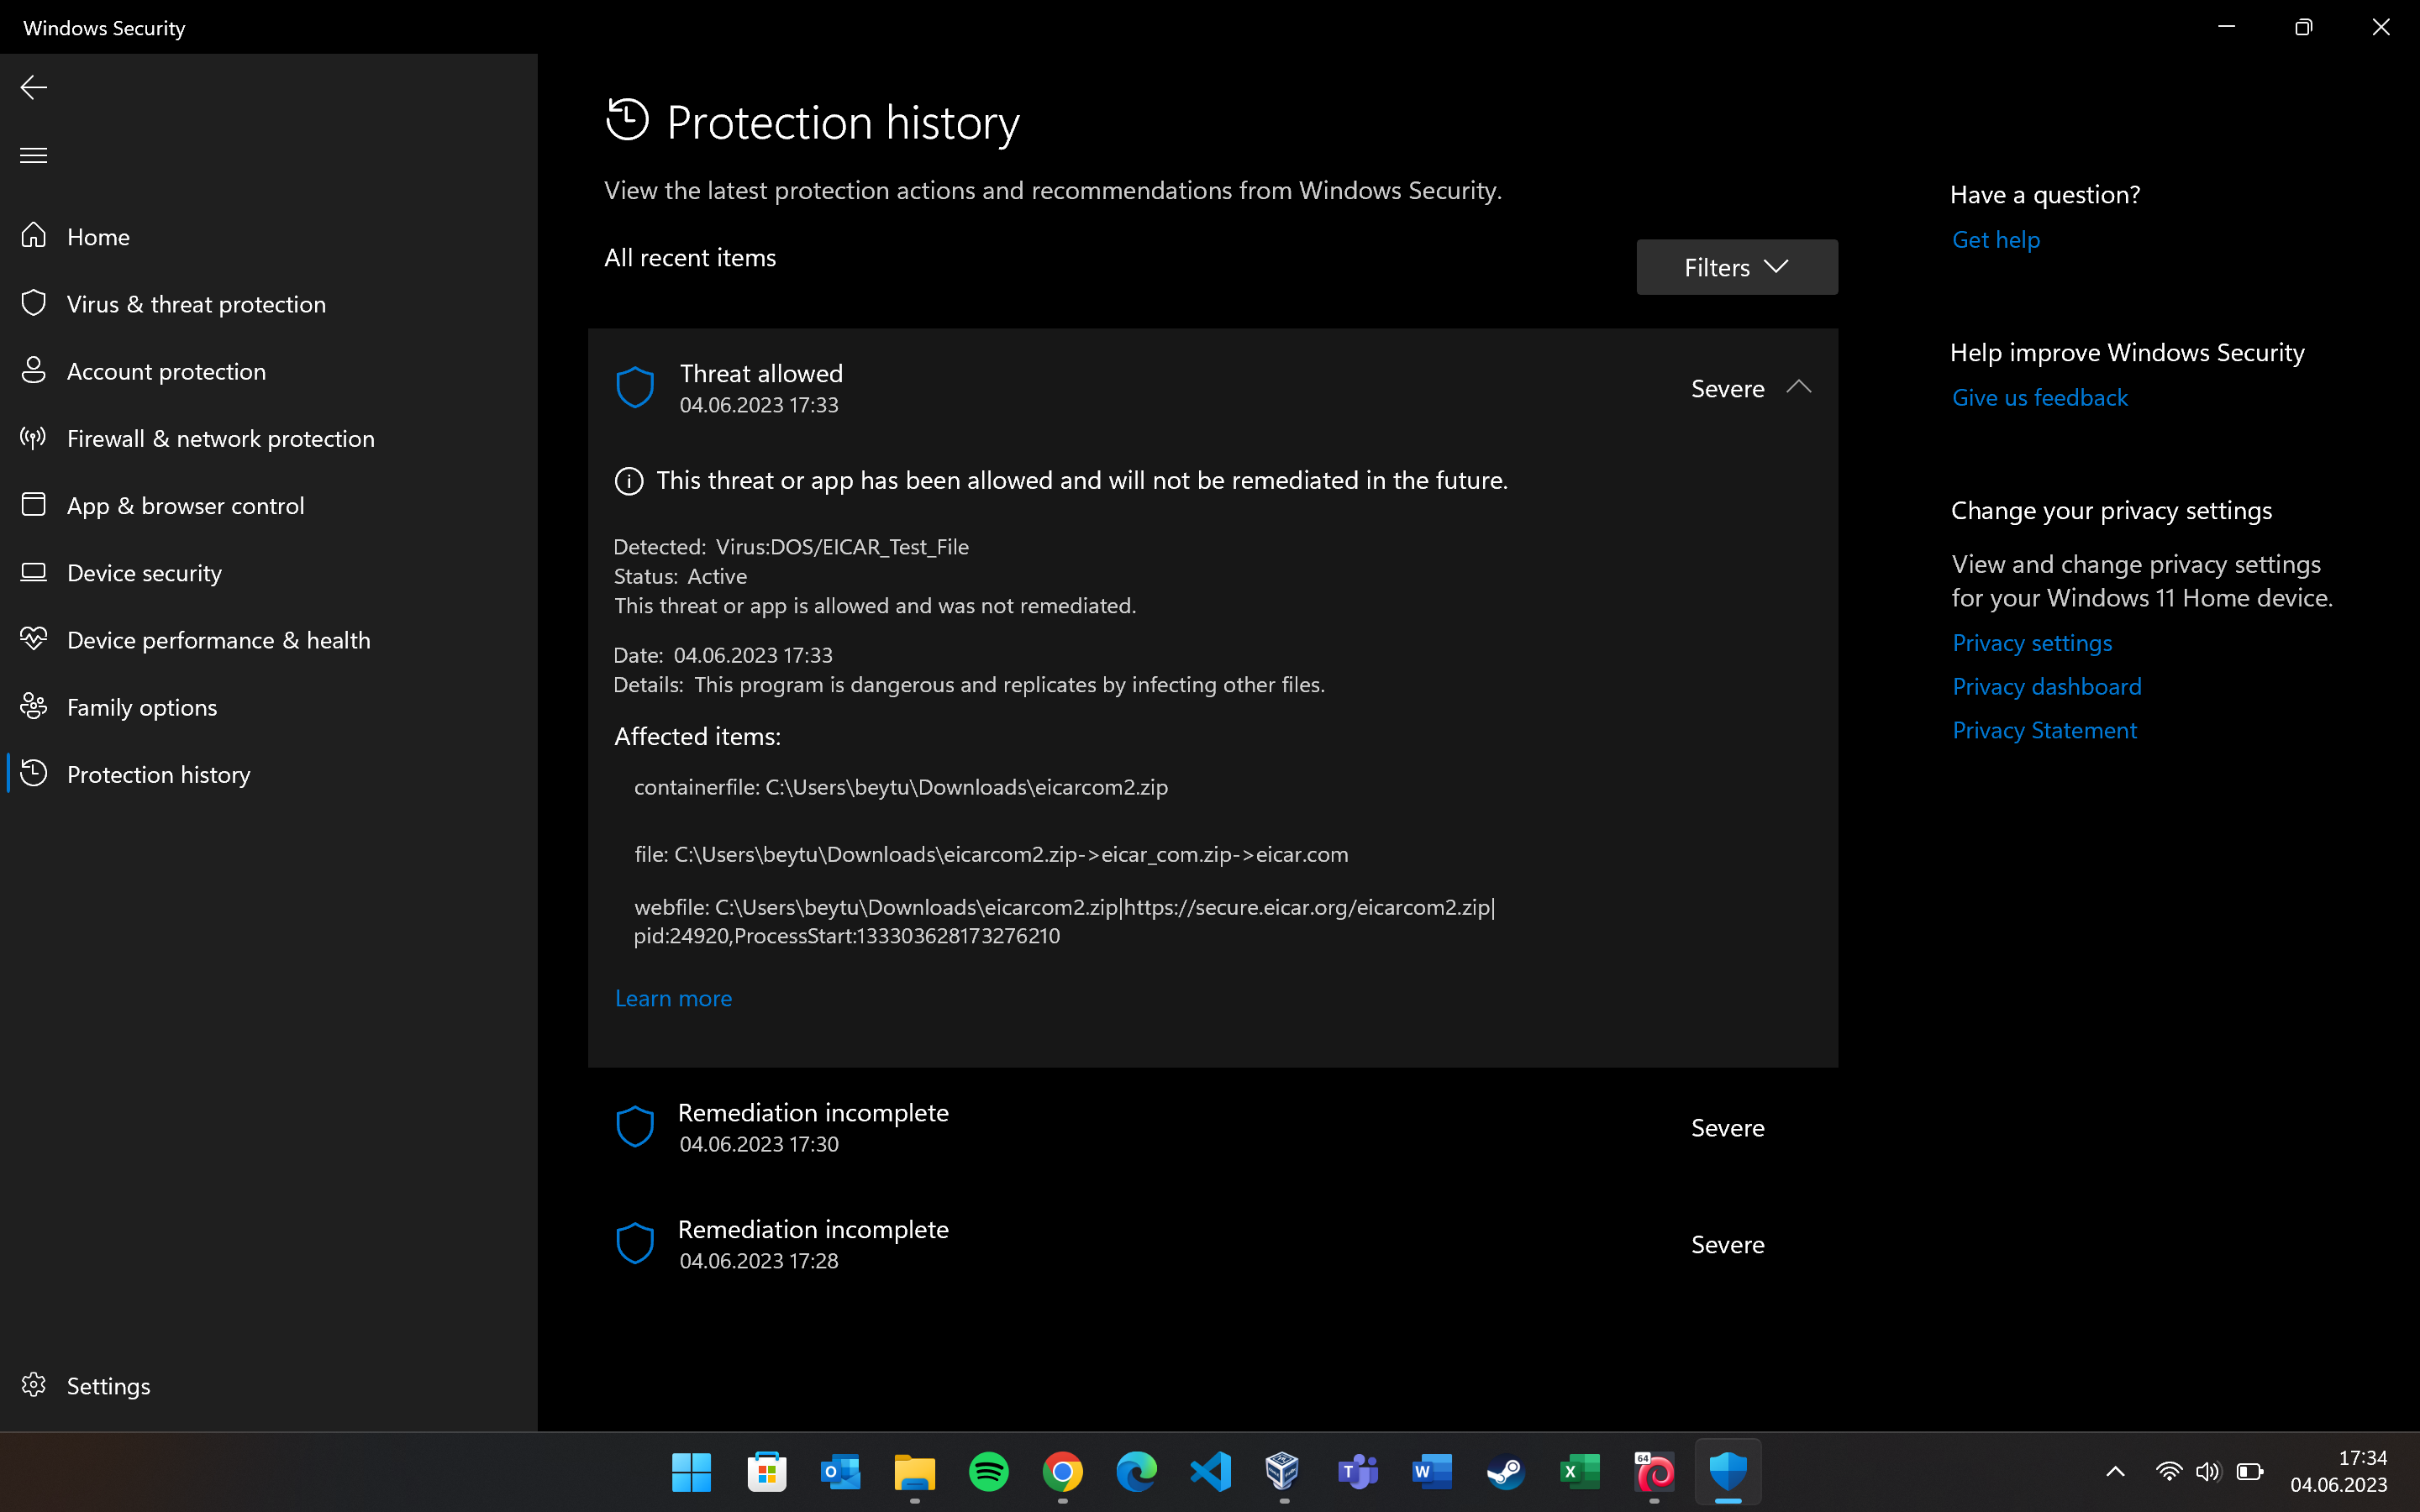 Windows Security
Home
Virus & threat protection
Account protection
Firewall & network protection
App & browser control
Device security
Device performance & health
Family options
Protection history
Settings
Protection history
View the latest protection actions and recommendations from Windows Security.
All recent items
Filters
Threat allowed
04.06.2023 17:33
Severe
This threat or app has been allowed and will not be remediated in the future.
Detected: Virus:DOS/EICAR_Test_File
Status: Active
This threat or app is allowed and was not remediated.
Date: 04.06.2023 17:33
Details: This program is dangerous and replicates by infecting other files.
Affected items:
containerfile: C:\Users\beytu\Downloads\eicarcom2.zip
file: C:\Users\beytu\Downloads\eicarcom2.zip->eicar_com.zip->eicar.com
webfile: C:\Users\beytu\Downloads\eicarcom2.zip|https://secure.eicar.org/eicarcom2.zip|
pid:24920,ProcessStart:133303628173276210
Learn more
Remediation incomplete
04.06.2023 17:30
Severe
Remediation incomplete
04.06.2023 17:28
Severe
Have a question?
Get help
Help improve Windows Security
Give us feedback
Change your privacy settings
View and change privacy settings
for your Windows 11 Home device.
Privacy settings
Privacy dashboard
Privacy Statement
64
17:34
04.06.2023